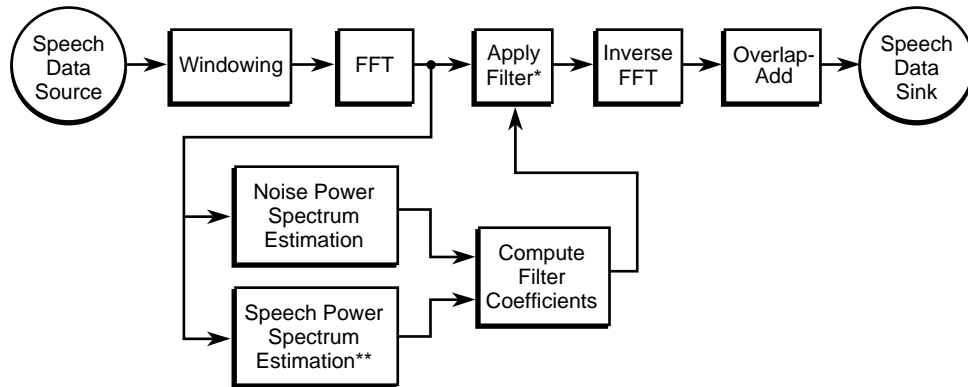 Speech
Data
Source
Windowing
FFT
Apply
Filter*
Inverse
FFT
Overlap-
Add
Speech
Data
Sink
Noise Power
Spectrum
Estimation
Speech Power
Spectrum
Estimation**
Compute
Filter
Coefficients